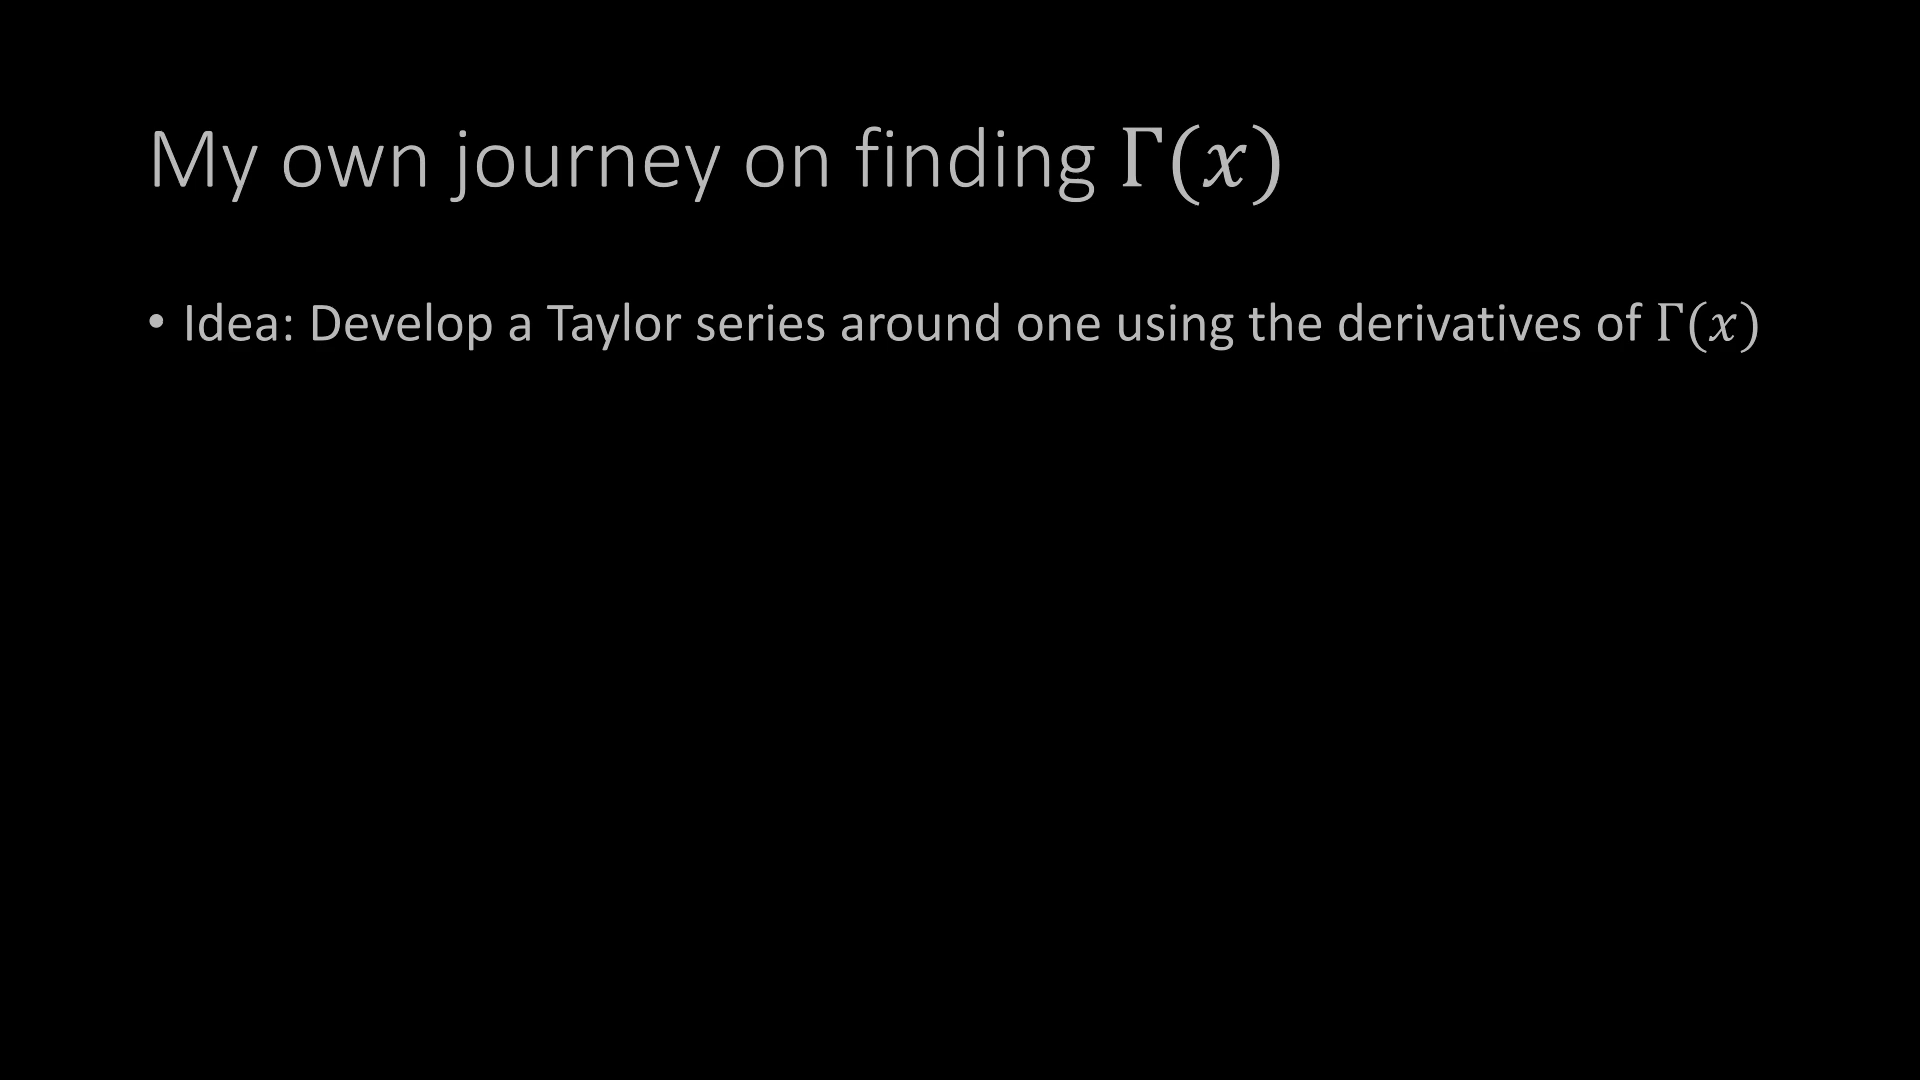 My own journey on finding Γ(x)
• Idea: Develop a Taylor series around one using the derivatives of Γ(x)